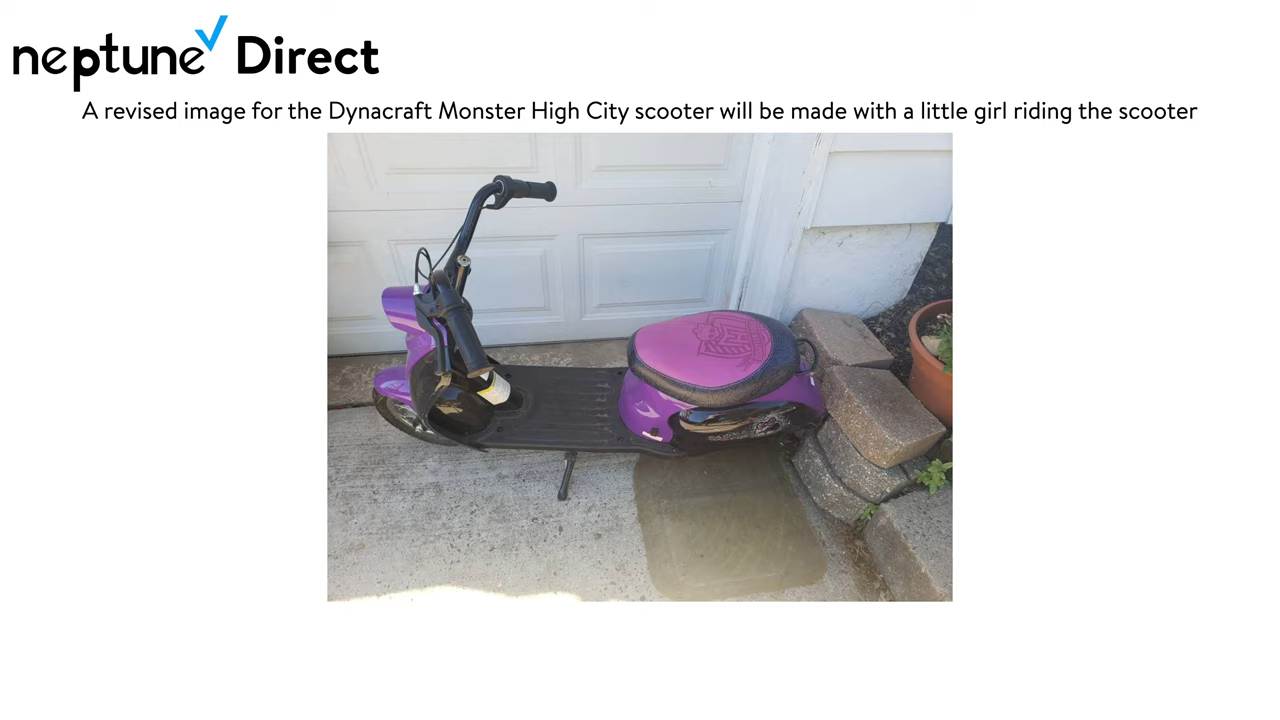 neptune Direct
A revised image for the Dynacraft Monster High City scooter will be made with a little girl riding the scooter